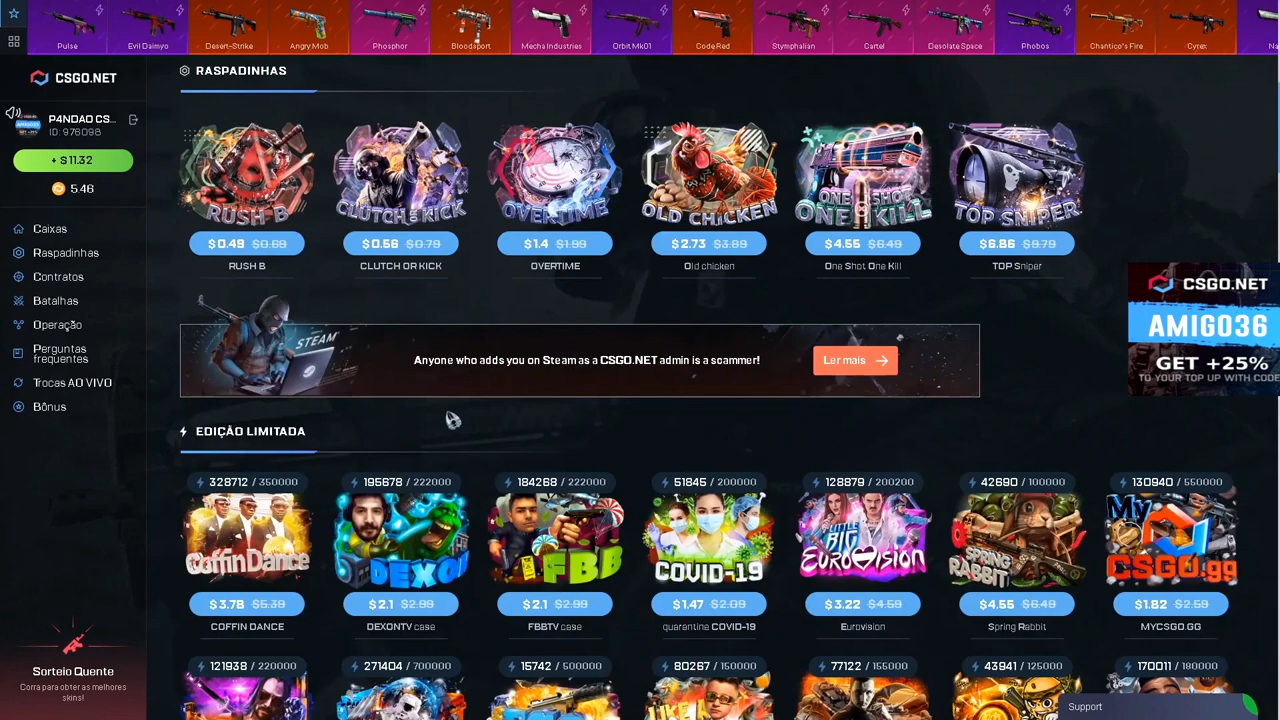 Pulse
Evil Daimyo
Desert-Strike
Angry Mob
Phosphor
Bloodsport
Mecha Industries
Orbit Mk01
Code Red
Stymphalian
Cartel
Desolate Space
Phobos
Chantico's Fire
Cyrex
CSGO.NET
P4NDAO CS...
ID: 976098
+ $ 11.32
5.46
Caixas
Raspadinhas
Contratos
Batalhas
Operação
Perguntas
frequentes
Trocas AO VIVO
Bônus
Sorteio Quente
Corra para obter as melhores
skins!
RASPADINHAS
RUSH B
CLUTCH OR KICK
OVERTIME
OLD CHICKEN
ONE SHOT
ONE KILL
TOP SNIPER
$ 0.49 $0.69
$ 0.56 $0.79
$ 1.4 $1.99
$ 2.73 $3.89
$ 4.55 $6.49
$ 6.86 $9.79
RUSH B
CLUTCH OR KICK
OVERTIME
Old chicken
One Shot One Kill
TOP Sniper
STEAM
Anyone who adds you on Steam as a CSGO.NET admin is a scammer!
Ler mais
CSGO.NET
AMIGO36
GET +25%
TO YOUR TOP UP WITH CODE
EDIÇÃO LIMITADA
328712 / 350000
195678 / 222000
184268 / 222000
51845 / 200000
128879 / 200200
42690 / 100000
130940 / 550000
Coffin Dance
DEXO
FBB
COVID-19
LITTLE
BIG
EUROVISION
SPRING
RABBIT
My
CSGO.gg
$ 3.78 $5.39
$ 2.1 $2.99
$ 2.1 $2.99
$ 1.47 $2.09
$ 3.22 $4.59
$ 4.55 $6.49
$ 1.82 $2.59
COFFIN DANCE
DEXONTV case
FBBTV case
quarantine COVID-19
Eurovision
Spring Rabbit
MYCSGO.GG
121938 / 220000
271404 / 700000
15742 / 500000
80267 / 150000
77122 / 155000
43941 / 125000
170011 / 180000
Support